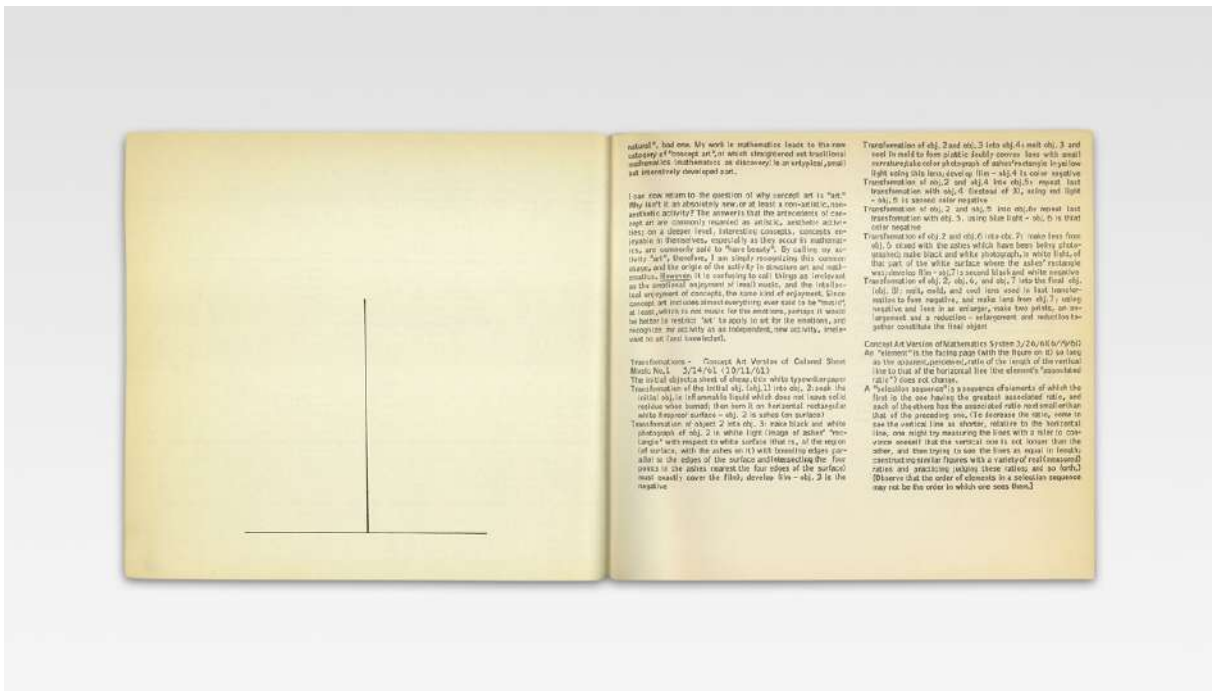 natural", bad one. My work in mathematics leads to the new
category of "concept art", of which straightened out traditional
mathematics (mathematics as discovery) is an untypical, small
but intensively developed part.
I can now return to the question of why concept art is "art."
Why isn't it an absolutely new, or at least a non-artistic, non-
aesthetic activity? The answer is that the antecedents of con-
cept art are commonly regarded as artistic, aesthetic activi-
ties; on a deeper level, interesting concepts, concepts en-
joyable in themselves, especially as they occur in mathemat-
ics, are commonly said to "have beauty". By calling my ac-
tivity "art", therefore, I am simply recognizing this common
usage, and the origin of the activity in structure art and math-
ematics. However: it is confusing to call things as irrelevant
as the emotional enjoyment of (real) music, and the intellec-
tual enjoyment of concepts, the same kind of enjoyment. Since
concept art includes almost everything ever said to be "music",
at least, which is not music for the emotions, perhaps it would
be better to restrict 'art' to apply to art for the emotions, and
recognize my activity as an independent, new activity, irrele-
vant to art (and knowledge).
Transformations - Concept Art Version of Colored Sheet
Music No.1 3/14/61 (10/11/61)
The initial object: a sheet of cheap, thin white typewriter paper
Transformation of the initial obj. (obj.1) into obj. 2: soak the
initial obj. in inflammable liquid which does not leave solid
residue when burned; then burn it on horizontal rectangular
white fireproof surface - obj. 2 is ashes (on surface)
Transformation of object 2 into obj. 3: make black and white
photograph of obj. 2 in white light (image of ashes' "rec-
tangle" with respect to white surface (that is, of the region
(of surface, with the ashes on it) with bounding edges par-
allel to the edges of the surface and intersecting the four
points in the ashes nearest the four edges of the surface)
must exactly cover the film); develop film - obj. 3 is the
negative
Transformation of obj. 2 and obj. 3 into obj.4: melt obj. 3 and
cool in mold to form plastic doubly convex lens with small
curvature; take color photograph of ashes' rectangle in yellow
light using this lens; develop film - obj.4 is color negative
Transformation of obj.2 and obj.4 into obj.5: repeat last
transformation with obj.4 (instead of 3), using red light
- obj. 5 is second color negative
Transformation of obj. 2 and obj. 5 into obj.6: repeat last
transformation with obj. 5, using blue light - obj. 6 is third
color negative
Transformation of obj.2 and obj.6 into obj. 7: make lens from
obj. 6 mixed with the ashes which have been being photo-
graphed; make black and white photograph, in white light, of
that part of the white surface where the ashes' rectangle
was; develop film - obj.7 is second black and white negative
Transformation of obj. 2, obj. 6, and obj. 7 into the final obj.
(obj. 8): melt, mold, and cool lens used in last transfor-
mation to form negative, and make lens from obj. 7; using
negative and lens in an enlarger, make two prints, an en-
largement and a reduction - enlargement and reduction to-
gether constitute the final object
Concept Art Version of Mathematics System 3/26/61(6/19/61)
An "element" is the facing page (with the figure on it) so long
as the apparent, perceived, ratio of the length of the vertical
line to that of the horizontal line (the element's "associated
ratio") does not change.
A "selection sequence" is a sequence of elements of which the
first is the one having the greatest associated ratio, and
each of the others has the associated ratio next smaller than
that of the preceding one. (To decrease the ratio, come to
see the vertical line as shorter, relative to the horizontal
line, one might try measuring the lines with a ruler to con-
vince oneself that the vertical one is not longer than the
other, and then trying to see the lines as equal in length;
constructing similar figures with a variety of real (measured)
ratios and practicing judging these ratios; and so forth.)
[Observe that the order of elements in a selection sequence
may not be the order in which one sees them.]